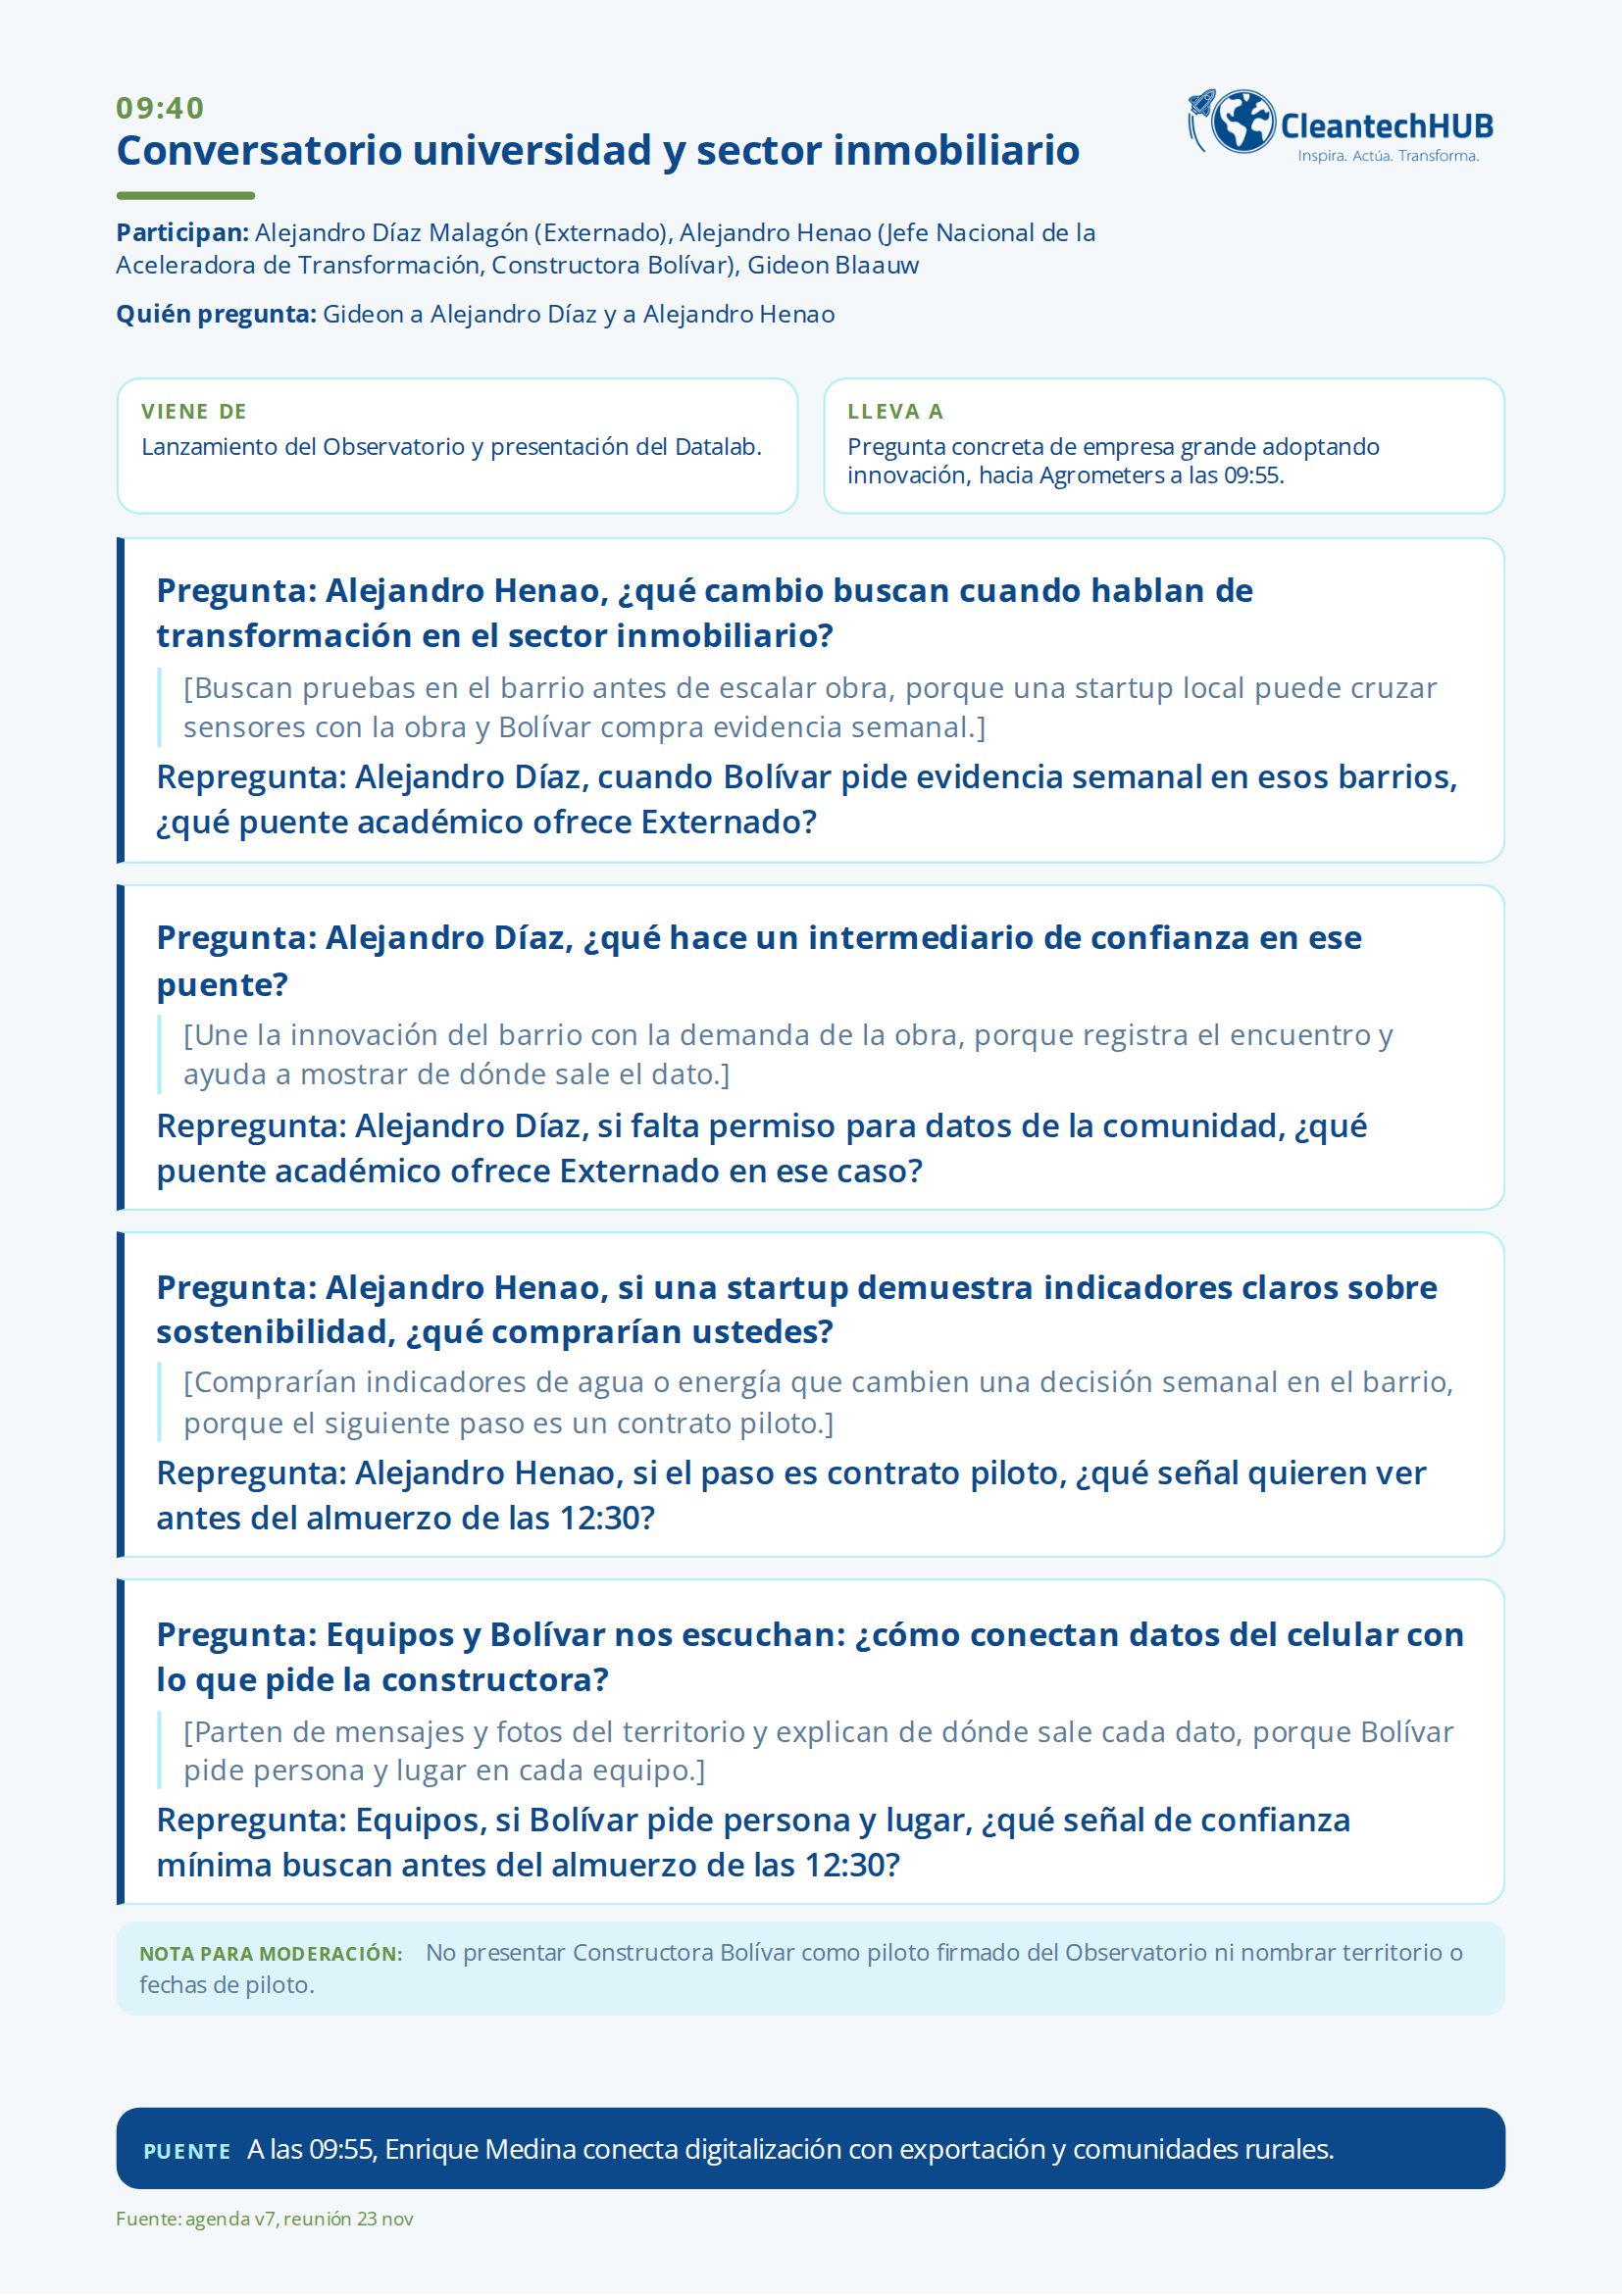 09:40
Conversatorio universidad y sector inmobiliario
CleantechHUB
Inspira. Actúa. Transforma.
Participan: Alejandro Díaz Malagón (Externado), Alejandro Henao (Jefe Nacional de la
Aceleradora de Transformación, Constructora Bolívar), Gideon Blaauw
Quién pregunta: Gideon a Alejandro Díaz y a Alejandro Henao
VIENE DE
Lanzamiento del Observatorio y presentación del Datalab.
LLEVA A
Pregunta concreta de empresa grande adoptando
innovación, hacia Agrometers a las 09:55.
Pregunta: Alejandro Henao, ¿qué cambio buscan cuando hablan de
transformación en el sector inmobiliario?
[Buscan pruebas en el barrio antes de escalar obra, porque una startup local puede cruzar
sensores con la obra y Bolívar compra evidencia semanal.]
Repregunta: Alejandro Díaz, cuando Bolívar pide evidencia semanal en esos barrios,
¿qué puente académico ofrece Externado?
Pregunta: Alejandro Díaz, ¿qué hace un intermediario de confianza en ese
puente?
[Une la innovación del barrio con la demanda de la obra, porque registra el encuentro y
ayuda a mostrar de dónde sale el dato.]
Repregunta: Alejandro Díaz, si falta permiso para datos de la comunidad, ¿qué
puente académico ofrece Externado en ese caso?
Pregunta: Alejandro Henao, si una startup demuestra indicadores claros sobre
sostenibilidad, ¿qué comprarían ustedes?
[Comprarían indicadores de agua o energía que cambien una decisión semanal en el barrio,
porque el siguiente paso es un contrato piloto.]
Repregunta: Alejandro Henao, si el paso es contrato piloto, ¿qué señal quieren ver
antes del almuerzo de las 12:30?
Pregunta: Equipos y Bolívar nos escuchan: ¿cómo conectan datos del celular con
lo que pide la constructora?
[Parten de mensajes y fotos del territorio y explican de dónde sale cada dato, porque Bolívar
pide persona y lugar en cada equipo.]
Repregunta: Equipos, si Bolívar pide persona y lugar, ¿qué señal de confianza
mínima buscan antes del almuerzo de las 12:30?
NOTA PARA MODERACIÓN: No presentar Constructora Bolívar como piloto firmado del Observatorio ni nombrar territorio o
fechas de piloto.
PUENTE A las 09:55, Enrique Medina conecta digitalización con exportación y comunidades rurales.
Fuente: agenda v7, reunión 23 nov